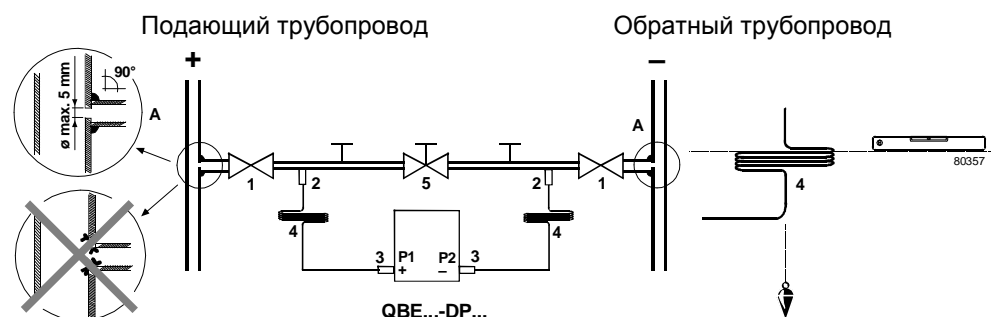 Подающий трубопровод
Обратный трубопровод
+
–
90°
ø max. 5 mm
A
A
80357
1
2
5
2
1
4
4
4
3
P1
P2
3
+
–
QBE...-DP...